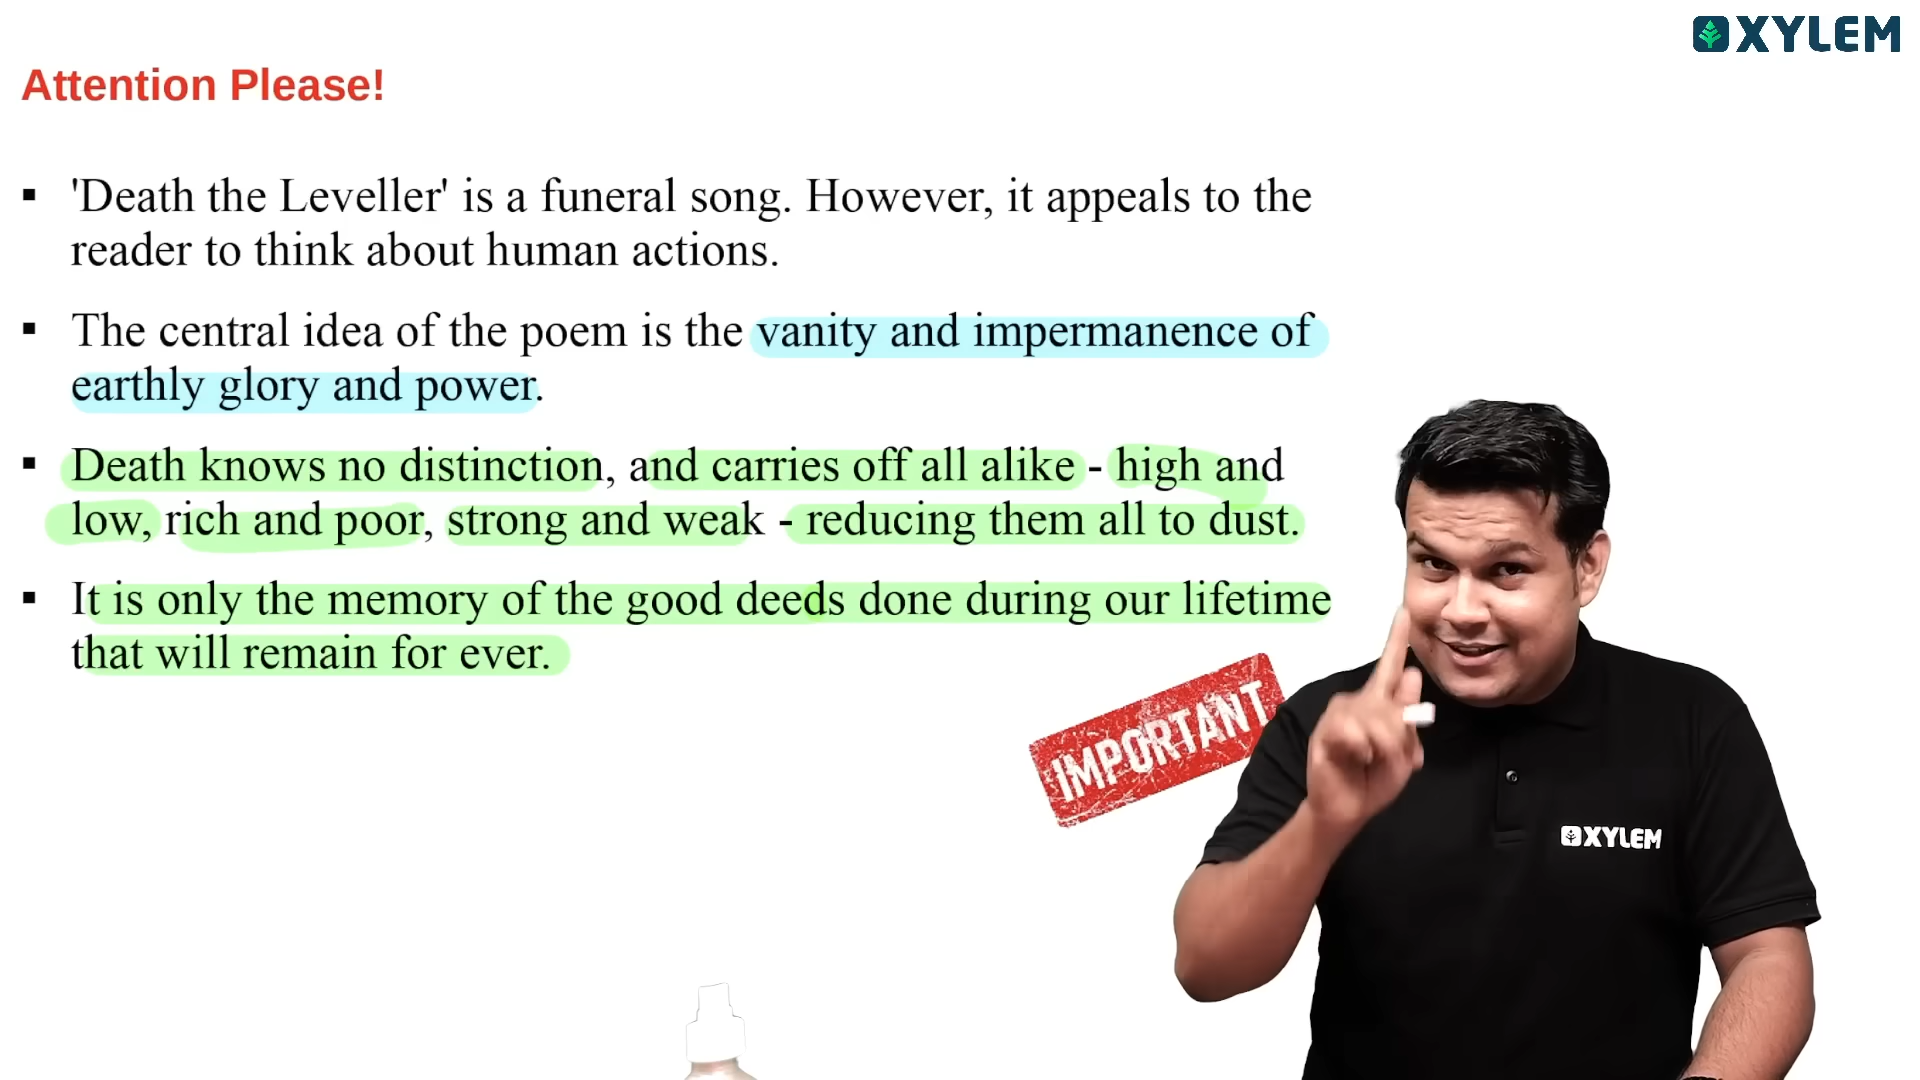 XYLEM
Attention Please!
▪ 'Death the Leveller' is a funeral song. However, it appeals to the
reader to think about human actions.
▪ The central idea of the poem is the vanity and impermanence of
earthly glory and power.
▪ Death knows no distinction, and carries off all alike - high and
low, rich and poor, strong and weak - reducing them all to dust.
▪ It is only the memory of the good deeds done during our lifetime
that will remain for ever.
IMPORTANT
XYLEM